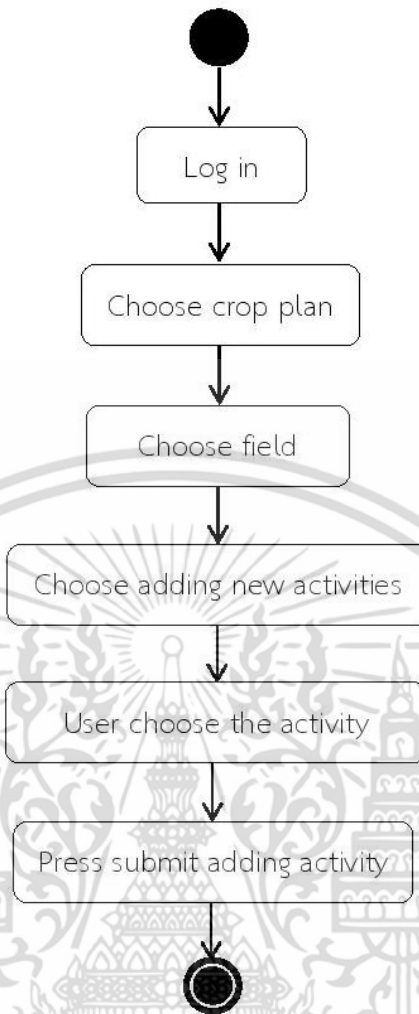 Log in
Choose crop plan
Choose field
Choose adding new activities
User choose the activity
Press submit adding activity